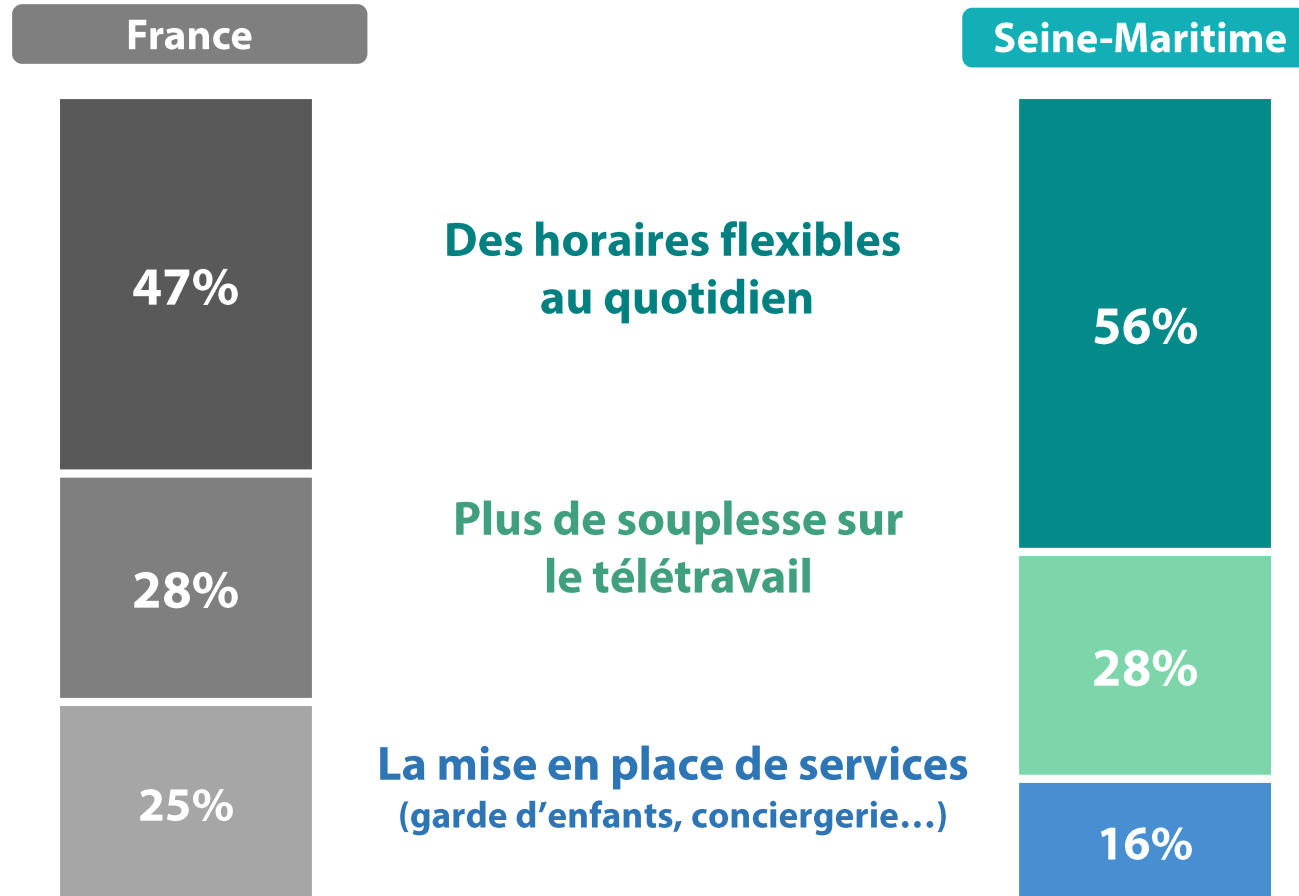 France
Seine-Maritime
47%
Des horaires flexibles
au quotidien
56%
28%
Plus de souplesse sur
le télétravail
28%
25%
La mise en place de services
(garde d’enfants, conciergerie…)
16%